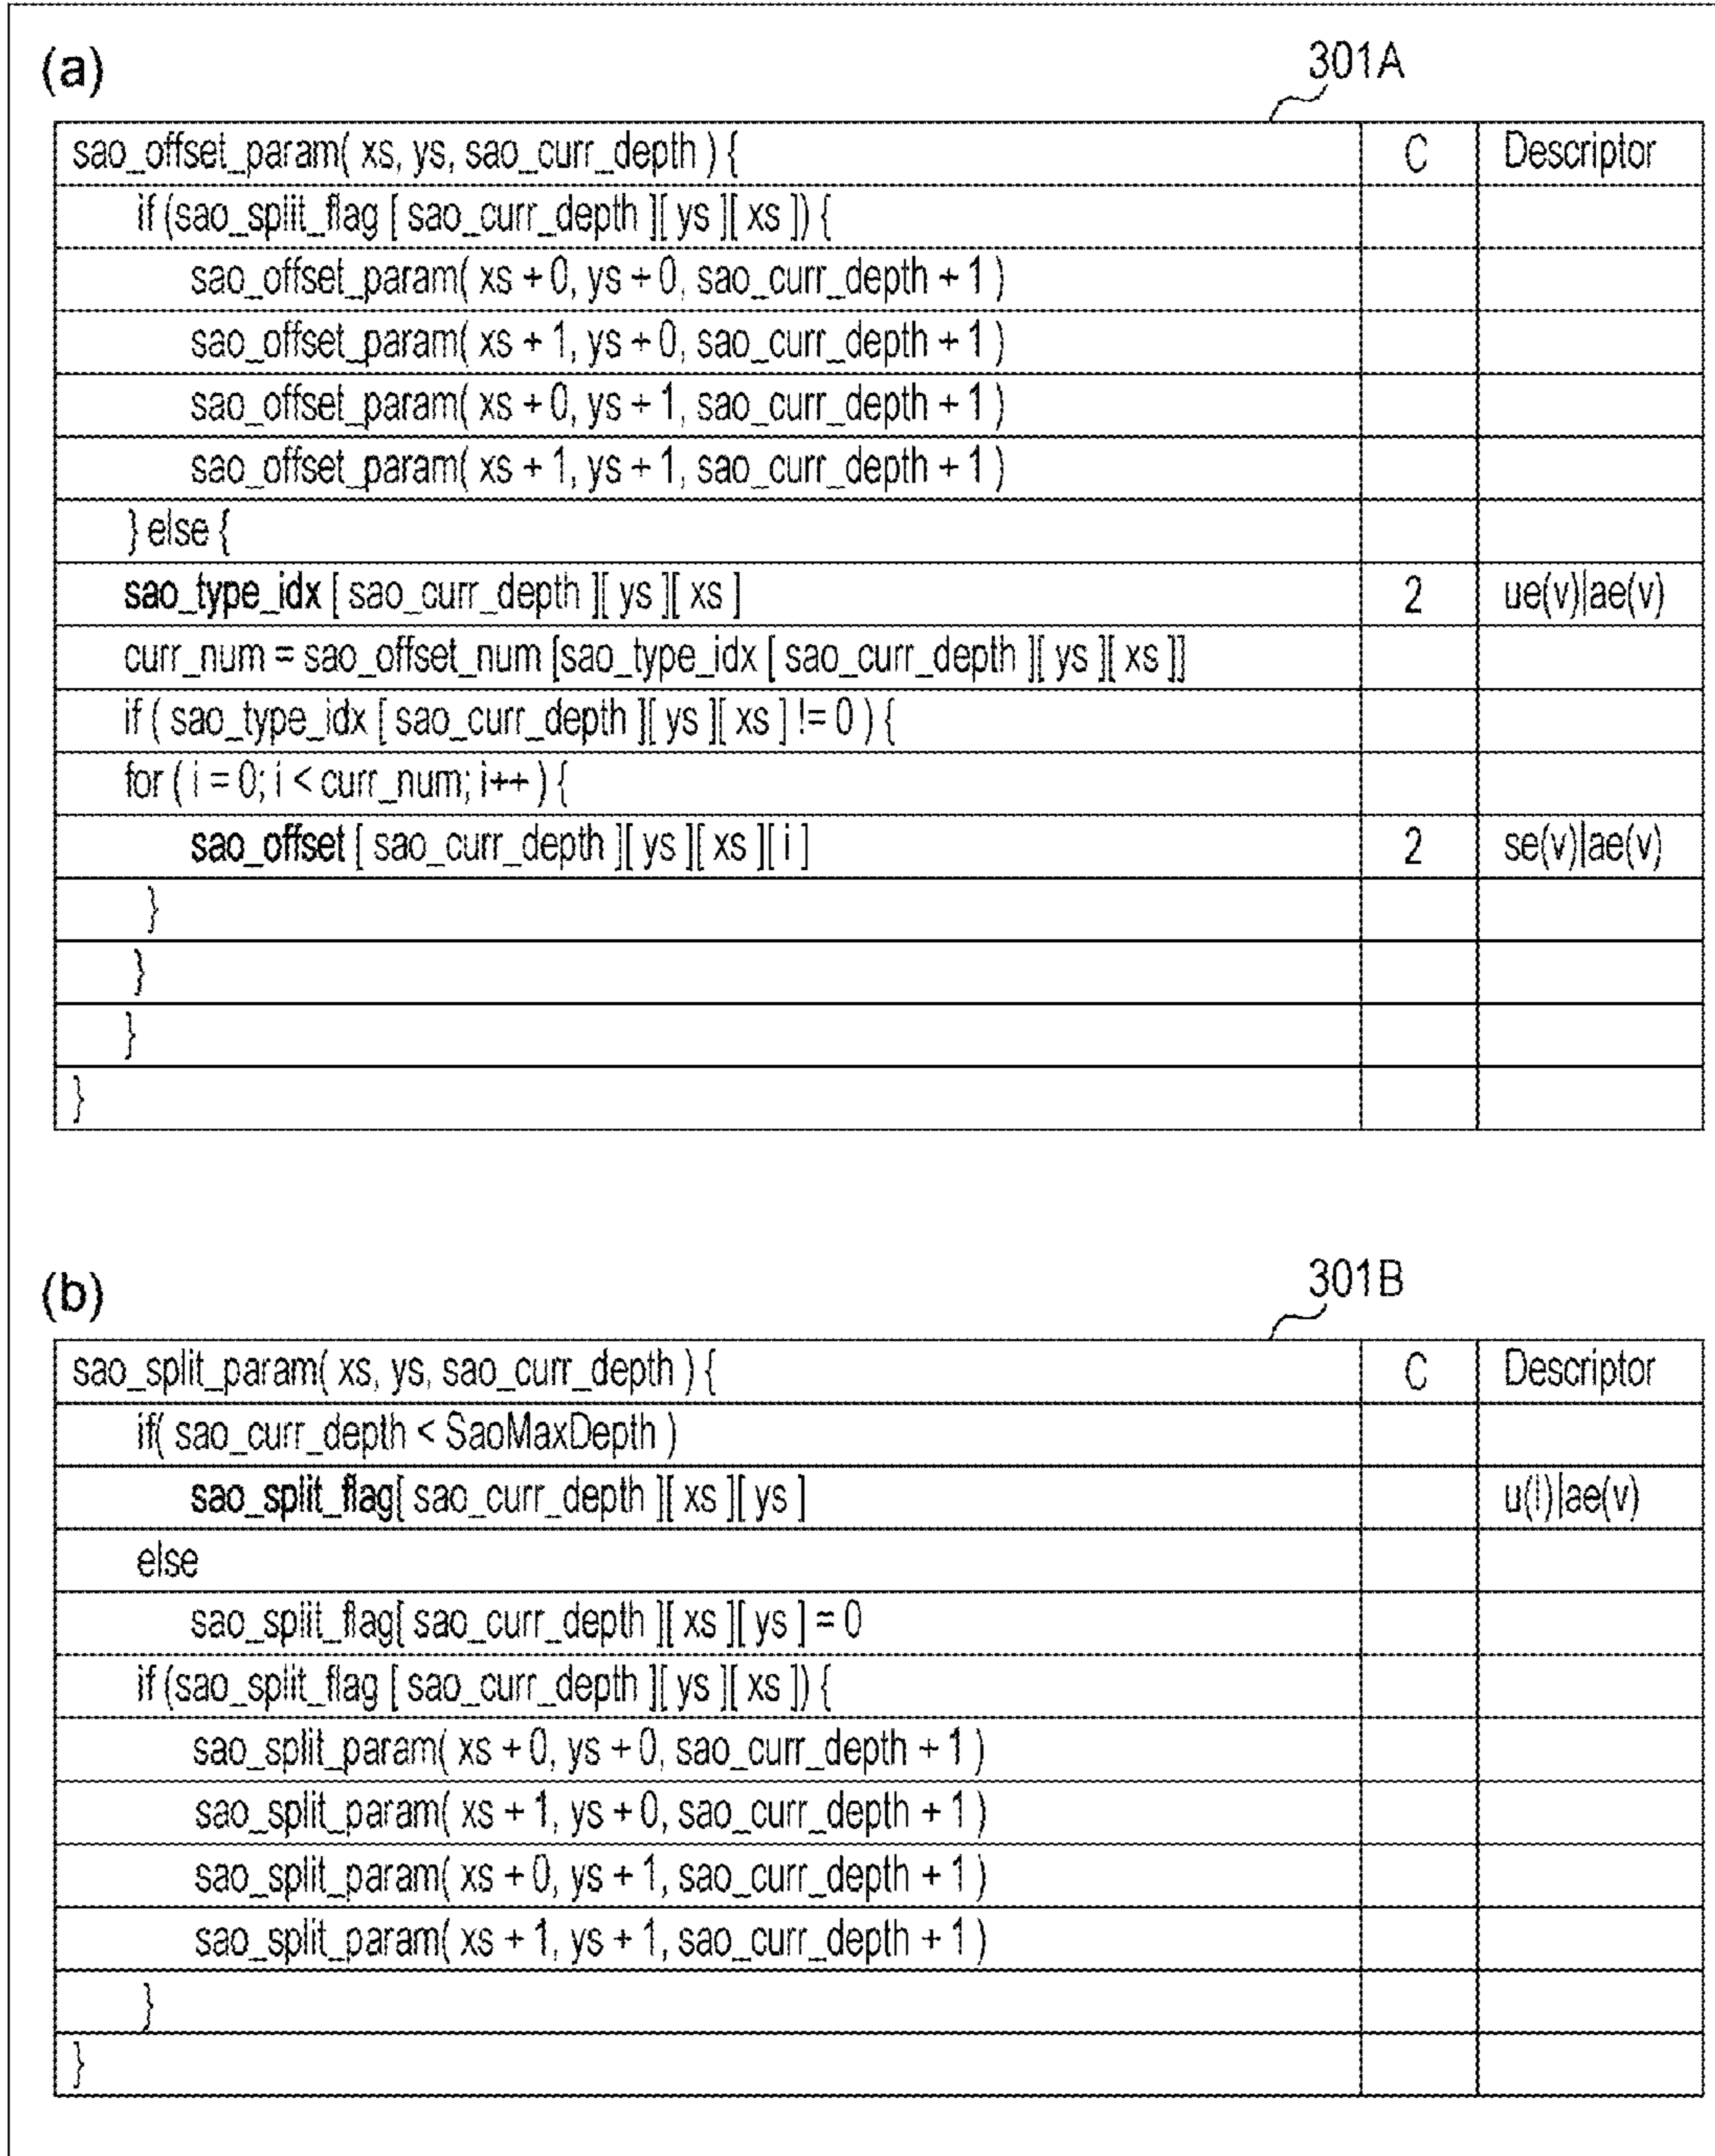 (a)
301A
sao_offset_param( xs, ys, sao_curr_depth ) { C Descriptor
if (sao_split_flag [ sao_curr_depth ][ ys ][ xs ]) {
sao_offset_param( xs + 0, ys + 0, sao_curr_depth + 1 )
sao_offset_param( xs + 1, ys + 0, sao_curr_depth + 1 )
sao_offset_param( xs + 0, ys + 1, sao_curr_depth + 1 )
sao_offset_param( xs + 1, ys + 1, sao_curr_depth + 1 )
} else {
sao_type_idx [ sao_curr_depth ][ ys ][ xs ] 2 ue(v)|ae(v)
curr_num = sao_offset_num [sao_type_idx [ sao_curr_depth ][ ys ][ xs ]]
if ( sao_type_idx [ sao_curr_depth ][ ys ][ xs ] != 0 ) {
for ( i = 0; i < curr_num; i++ ) {
sao_offset [ sao_curr_depth ][ ys ][ xs ][ i ] 2 se(v)|ae(v)
}
}
}
}
(b)
301B
sao_split_param( xs, ys, sao_curr_depth ) { C Descriptor
if( sao_curr_depth < SaoMaxDepth )
sao_split_flag[ sao_curr_depth ][ xs ][ ys ] u(l)|ae(v)
else
sao_split_flag[ sao_curr_depth ][ xs ][ ys ] = 0
if (sao_split_flag [ sao_curr_depth ][ ys ][ xs ]) {
sao_split_param( xs + 0, ys + 0, sao_curr_depth + 1 )
sao_split_param( xs + 1, ys + 0, sao_curr_depth + 1 )
sao_split_param( xs + 0, ys + 1, sao_curr_depth + 1 )
sao_split_param( xs + 1, ys + 1, sao_curr_depth + 1 )
}
}